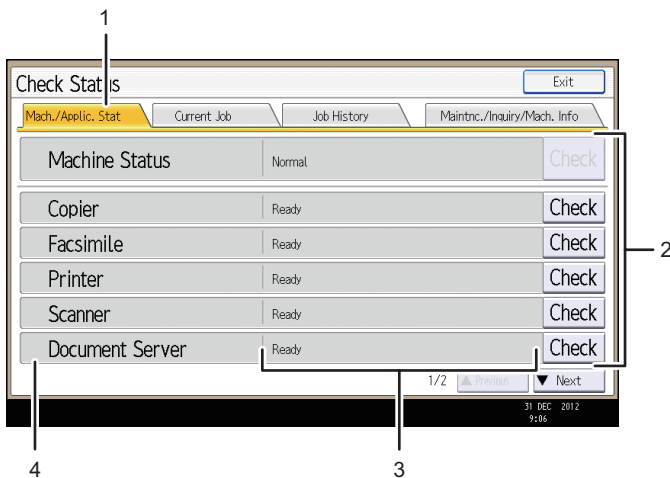 1
Check Status
Exit
Mach./Applic. Stat
Current Job
Job History
Maintnc./Inquiry/Mach. Info
Machine Status
Normal
Check
Copier
Ready
Check
Facsimile
Ready
Check
2
Printer
Ready
Check
Scanner
Ready
Check
Document Server
Ready
Check
1/2
▲ Previous
▼ Next
31 DEC 2012
9:06
4
3